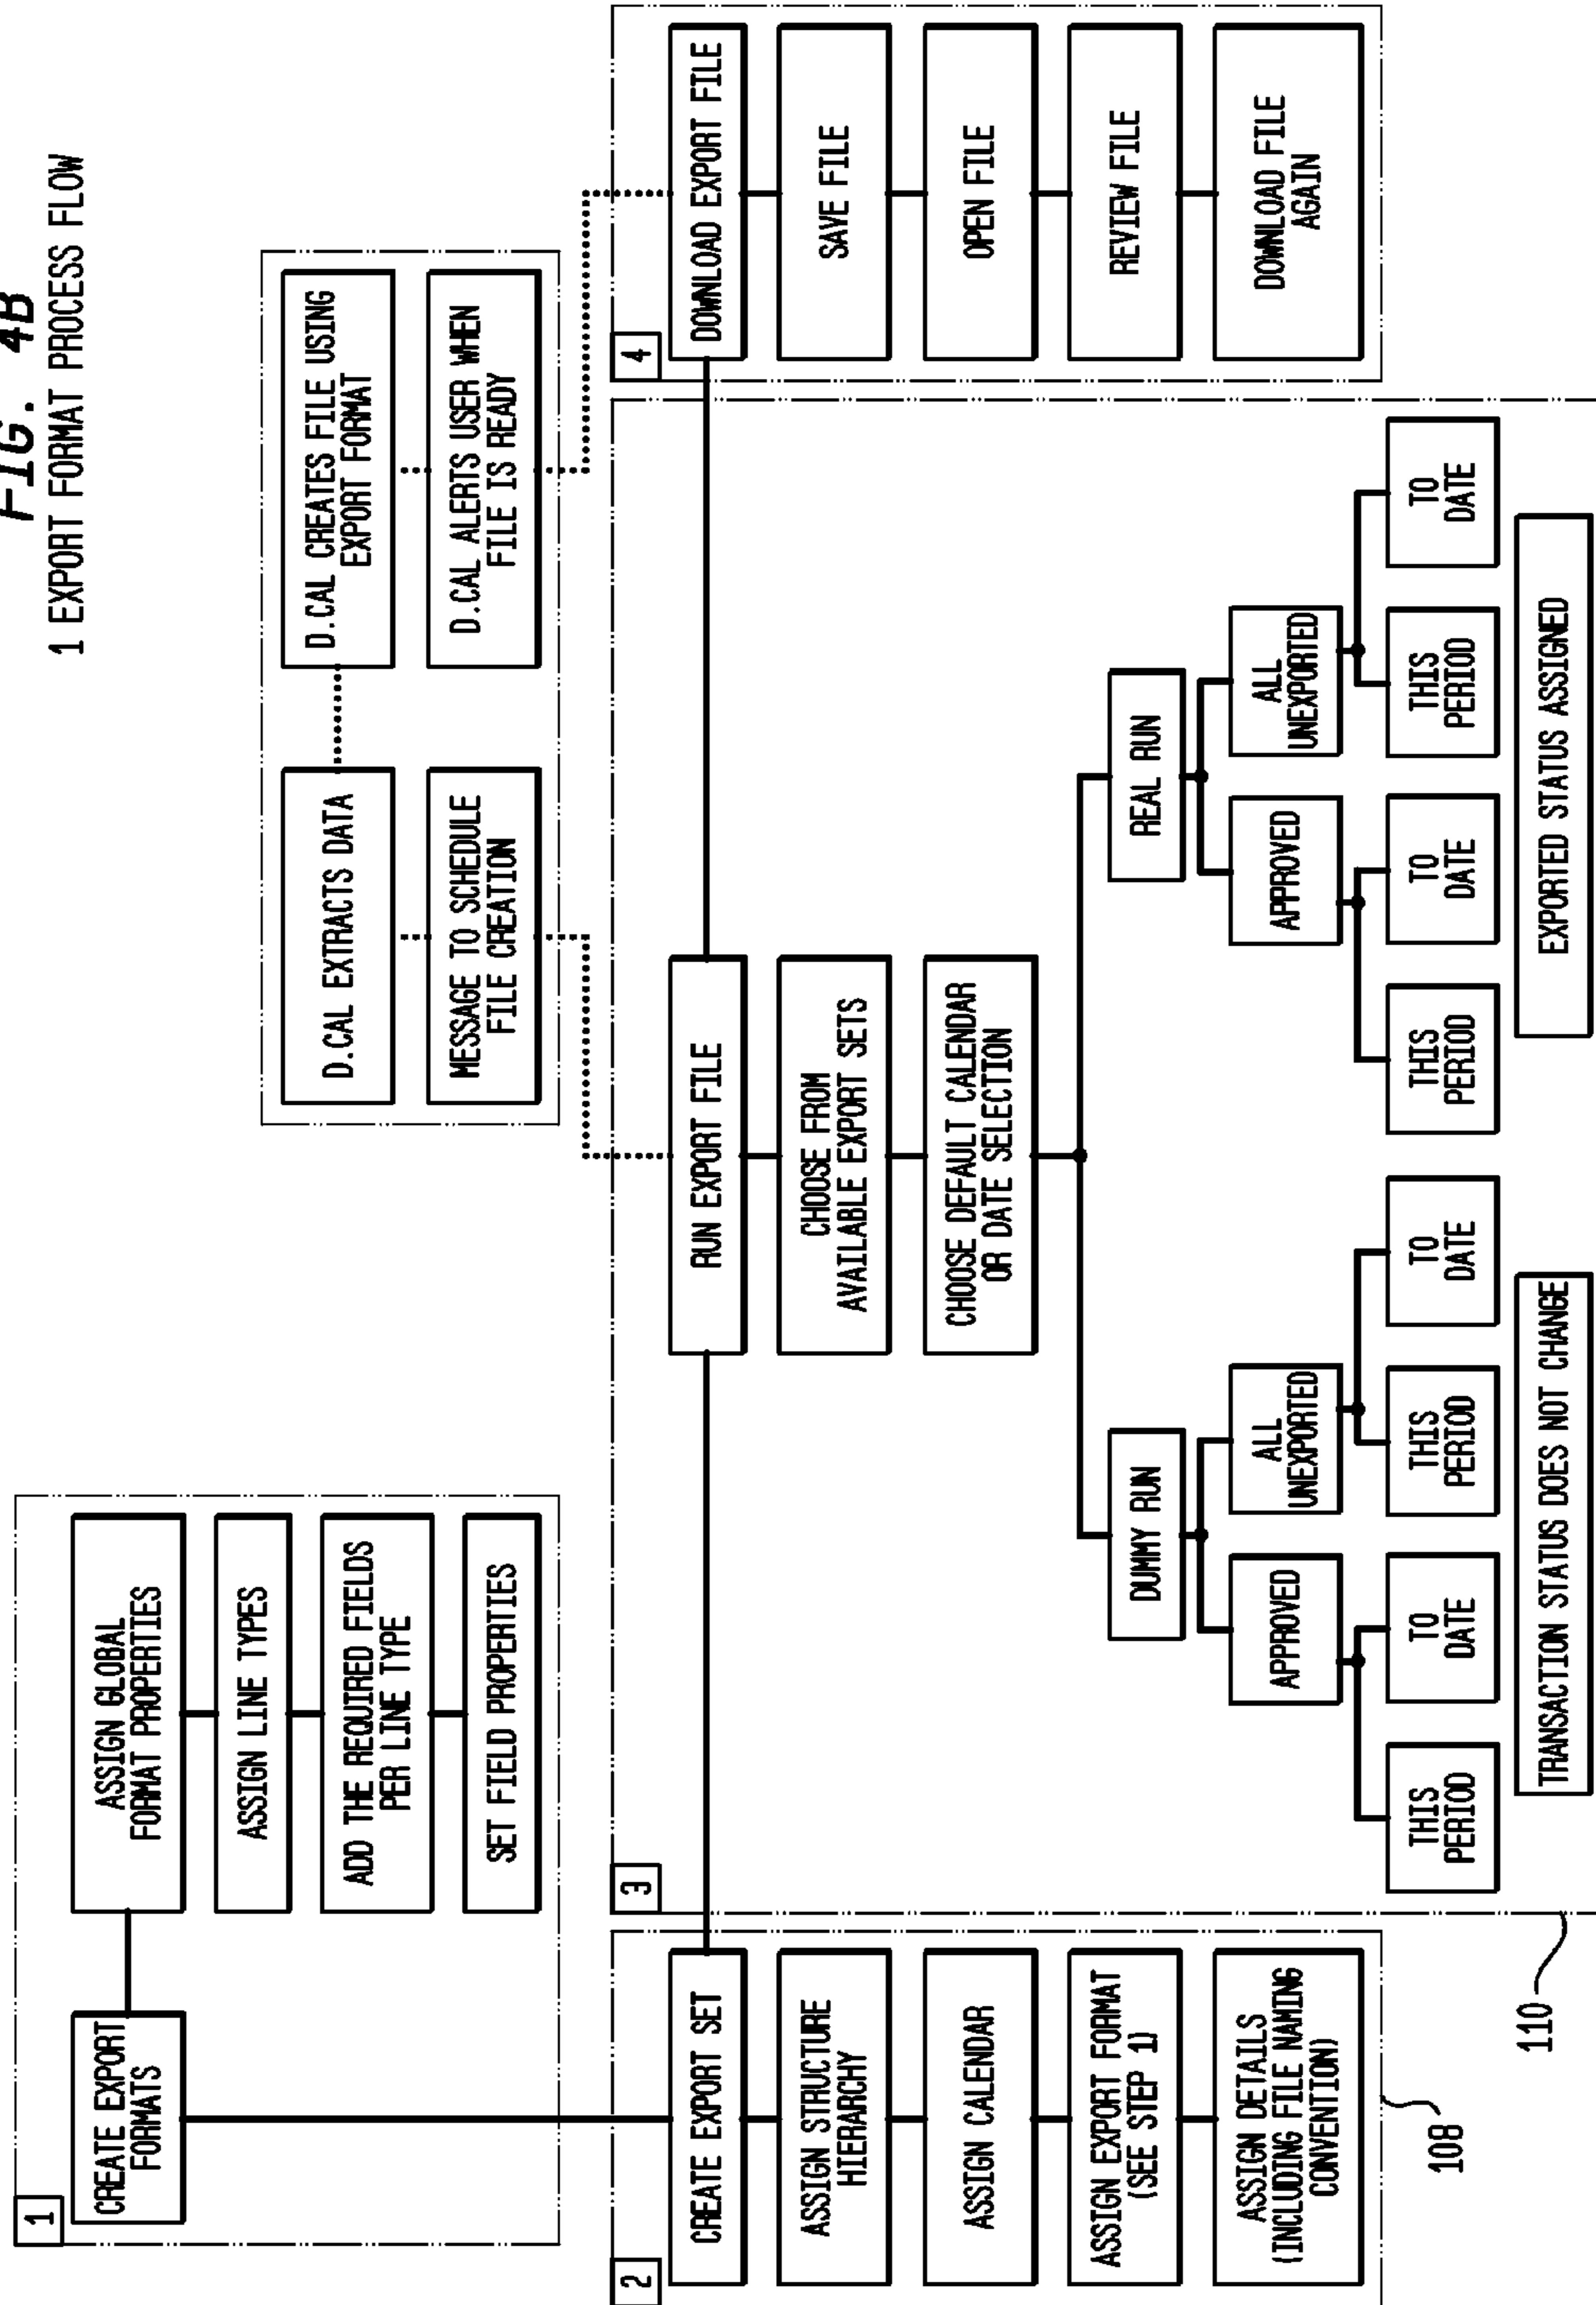 FIG. 4B
1 EXPORT FORMAT PROCESS FLOW
1
CREATE EXPORT
FORMATS
ASSIGN GLOBAL
FORMAT PROPERTIES
ASSIGN LINE TYPES
ADD THE REQUIRED FIELDS
PER LINE TYPE
SET FIELD PROPERTIES
D.CAL EXTRACTS DATA
MESSAGE TO SCHEDULE
FILE CREATION
D.CAL CREATES FILE USING
EXPORT FORMAT
D.CAL ALERTS USER WHEN
FILE IS READY
2
CREATE EXPORT SET
ASSIGN STRUCTURE
HIERARCHY
ASSIGN CALENDAR
ASSIGN EXPORT FORMAT
(SEE STEP 1)
ASSIGN DETAILS
(INCLUDING FILE NAMING
CONVENTION)
108
3
RUN EXPORT FILE
CHOOSE FROM
AVAILABLE EXPORT SETS
CHOOSE DEFAULT CALENDAR
OR DATE SELECTION
DUMMY RUN
APPROVED
ALL
UNEXPORTED
THIS
PERIOD
TO
DATE
THIS
PERIOD
TO
DATE
TRANSACTION STATUS DOES NOT CHANGE
REAL RUN
APPROVED
ALL
UNEXPORTED
THIS
PERIOD
TO
DATE
THIS
PERIOD
TO
DATE
EXPORTED STATUS ASSIGNED
110
4
DOWNLOAD EXPORT FILE
SAVE FILE
OPEN FILE
REVIEW FILE
DOWNLOAD FILE
AGAIN